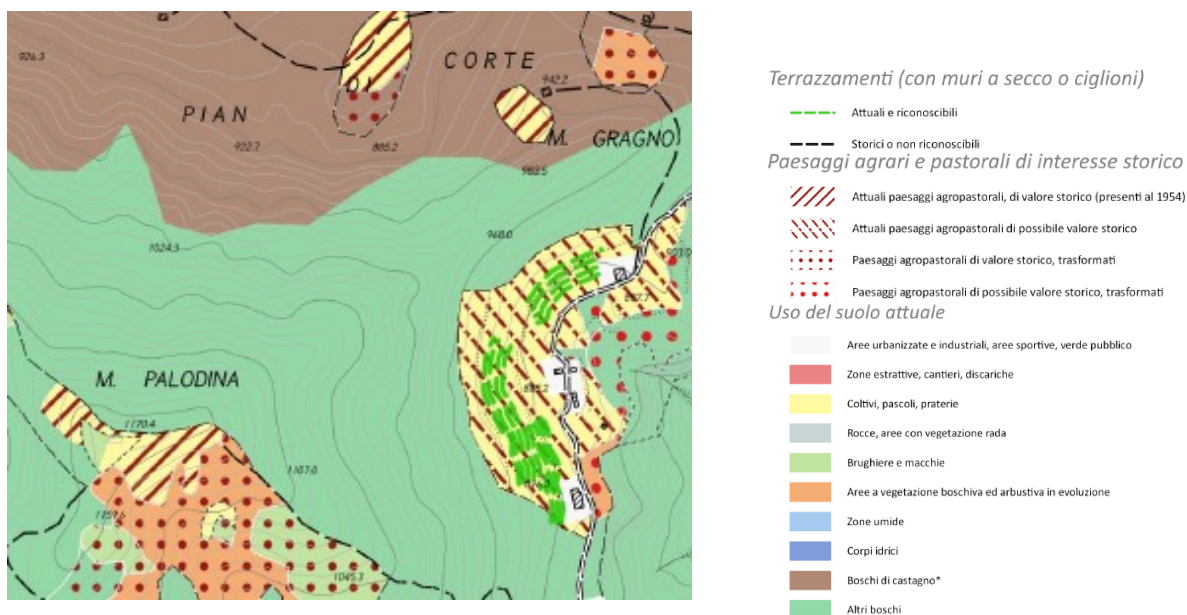 926.3
CORTE
DI
942.2
PIAN
M. GRAGNO
932.7
885.2
983.5
1024.3
960.0
M. PALODINA
1170.4
1107.0
1045.3
Terrazzamenti (con muri a secco o ciglioni)
Attuali e riconoscibili
Storici o non riconoscibili
Paesaggi agrari e pastorali di interesse storico
Attuali paesaggi agropastorali, di valore storico (presenti al 1954)
Attuali paesaggi agropastorali di possibile valore storico
Paesaggi agropastorali di valore storico, trasformati
Paesaggi agropastorali di possibile valore storico, trasformati
Uso del suolo attuale
Aree urbanizzate e industriali, aree sportive, verde pubblico
Zone estrattive, cantieri, discariche
Coltivi, pascoli, praterie
Rocce, aree con vegetazione rada
Brughiere e macchie
Aree a vegetazione boschiva ed arbustiva in evoluzione
Zone umide
Corpi idrici
Boschi di castagno*
Altri boschi